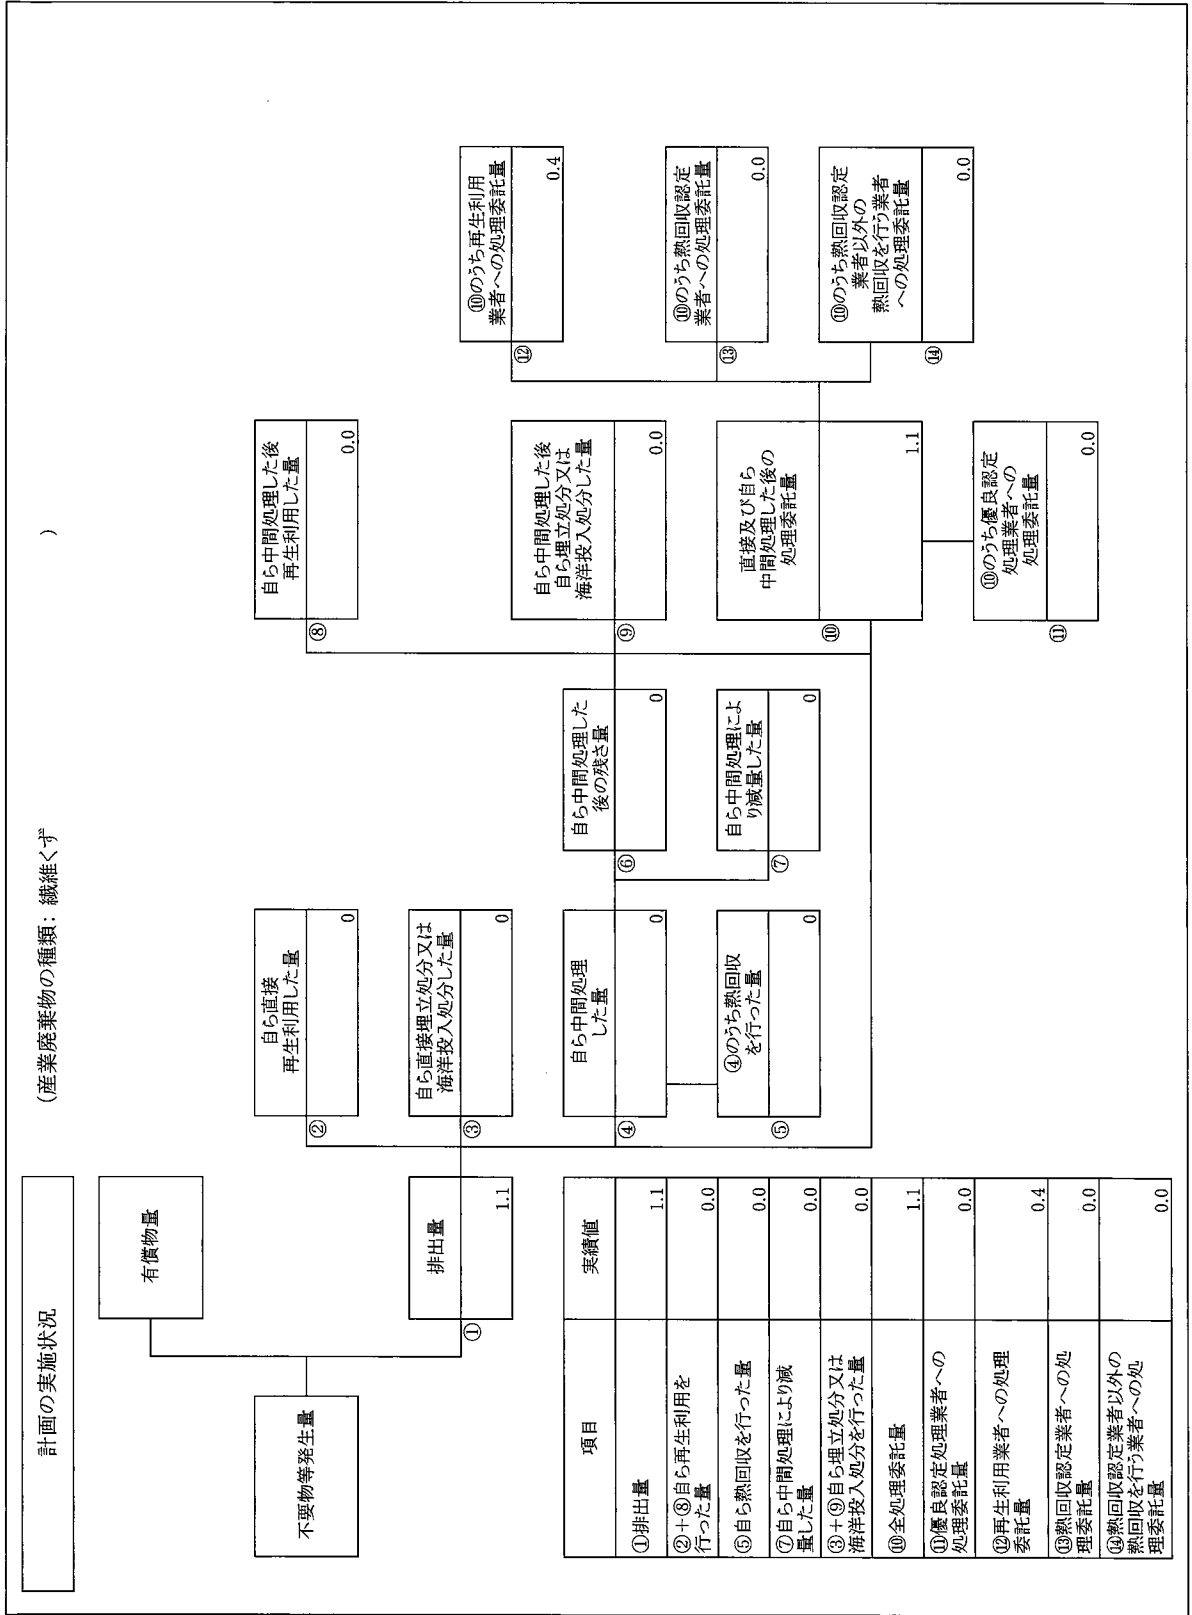 計画の実施状況
(産業廃棄物の種類: 繊維くず )
不要物等発生量
有償物量
①
排出量
1.1
②
自ら直接
再生利用した量
0
③
自ら直接埋立処分又は
海洋投入処分した量
0
④
自ら中間処理
した量
0
⑤
④のうち熱回収
を行った量
0
⑥
自ら中間処理した
後の残さ量
0
⑦
自ら中間処理によ
り減量した量
0
⑧
自ら中間処理した後
再生利用した量
0.0
⑨
自ら中間処理した後
自ら埋立処分又は
海洋投入処分した量
0.0
⑩
直接及び自ら
中間処理した後の
処理委託量
1.1
⑪
⑩のうち優良認定
処理業者への
処理委託量
0.0
⑫
⑩のうち再生利用
業者への処理委託量
0.4
⑬
⑩のうち熱回収認定
業者への処理委託量
0.0
⑭
⑩のうち熱回収認定
業者以外の
熱回収を行う業者
への処理委託量
0.0
項目 実績値
①排出量 1.1
②+⑧自ら再生利用を
行った量 0.0
⑤自ら熱回収を行った量 0.0
⑦自ら中間処理により減
量した量 0.0
③+⑨自ら埋立処分又は
海洋投入処分を行った量 0.0
⑩全処理委託量 1.1
⑪優良認定処理業者への
処理委託量 0.0
⑫再生利用業者への処理
委託量 0.4
⑬熱回収認定業者への処
理委託量 0.0
⑭熱回収認定業者以外の
熱回収を行う業者への処
理委託量 0.0